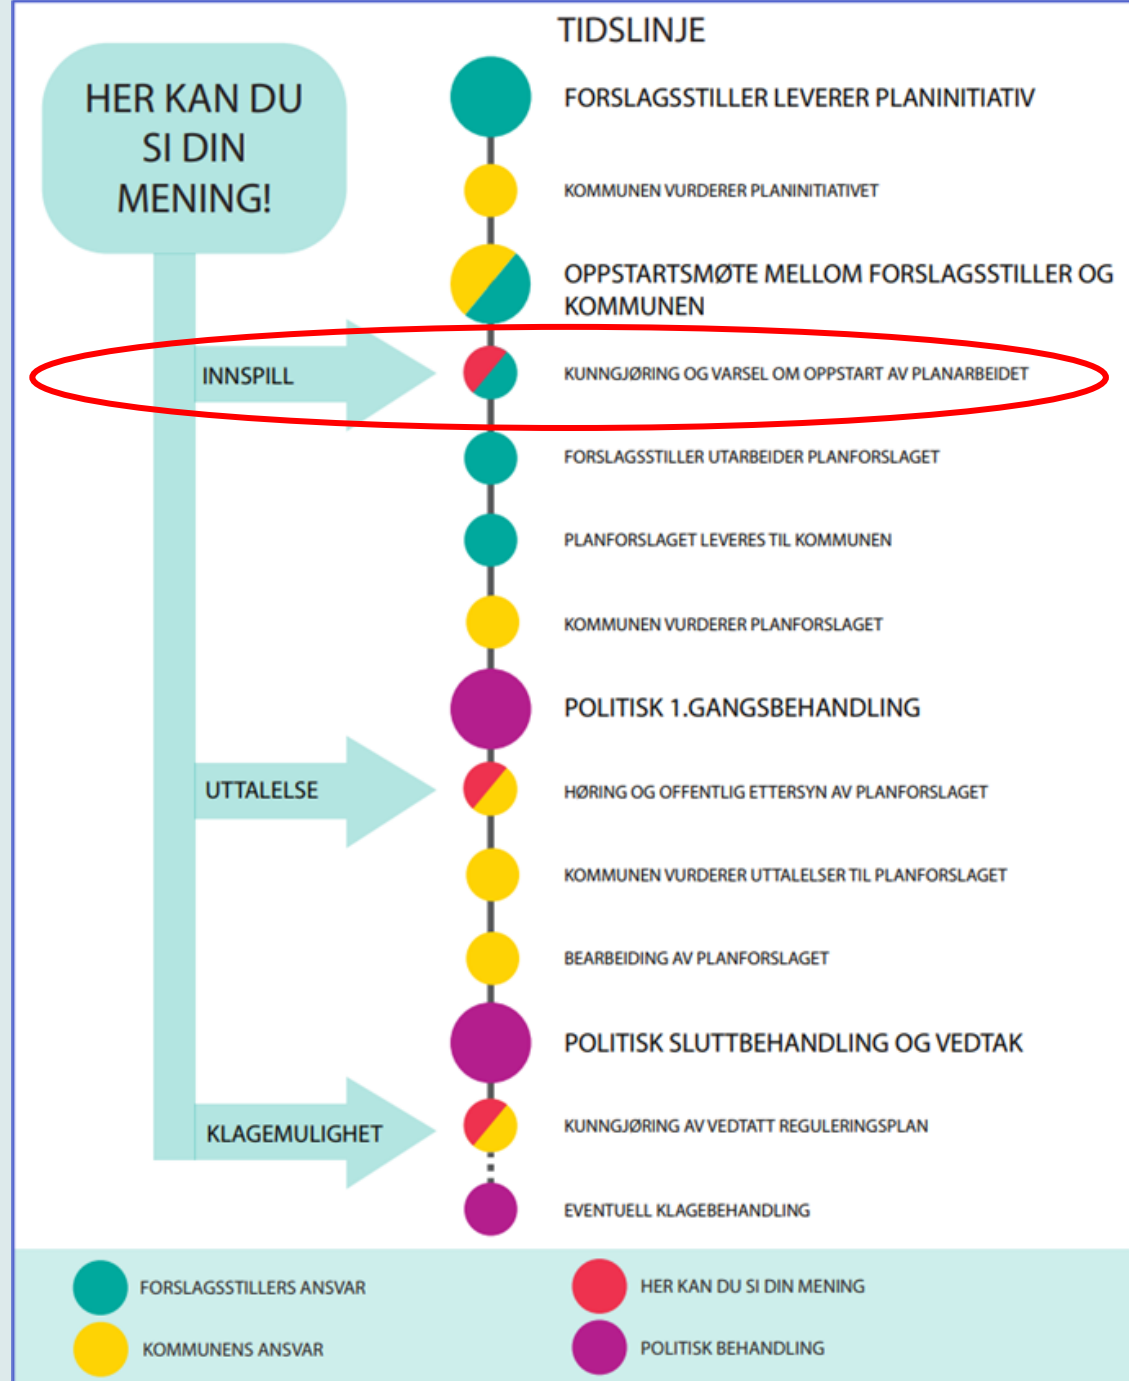 TIDSLINJE
HER KAN DU
SI DIN
MENING!
FORSLAGSSTILLER LEVERER PLANINITIATIV
KOMMUNEN VURDERER PLANINITIATIVET
OPPSTARTSMØTE MELLOM FORSLAGSSTILLER OG
KOMMUNEN
INNSPILL
KUNNGJØRING OG VARSEL OM OPPSTART AV PLANARBEIDET
FORSLAGSSTILLER UTARBEIDER PLANFORSLAGET
PLANFORSLAGET LEVERES TIL KOMMUNEN
KOMMUNEN VURDERER PLANFORSLAGET
POLITISK 1.GANGSBEHANDLING
UTTALELSE
HØRING OG OFFENTLIG ETTERSYN AV PLANFORSLAGET
KOMMUNEN VURDERER UTTALELSER TIL PLANFORSLAGET
BEARBEIDING AV PLANFORSLAGET
POLITISK SLUTTBEHANDLING OG VEDTAK
KLAGEMULIGHET
KUNNGJØRING AV VEDTATT REGULERINGSPLAN
EVENTUELL KLAGEBEHANDLING
FORSLAGSSTILLERS ANSVAR
HER KAN DU SI DIN MENING
KOMMUNENS ANSVAR
POLITISK BEHANDLING